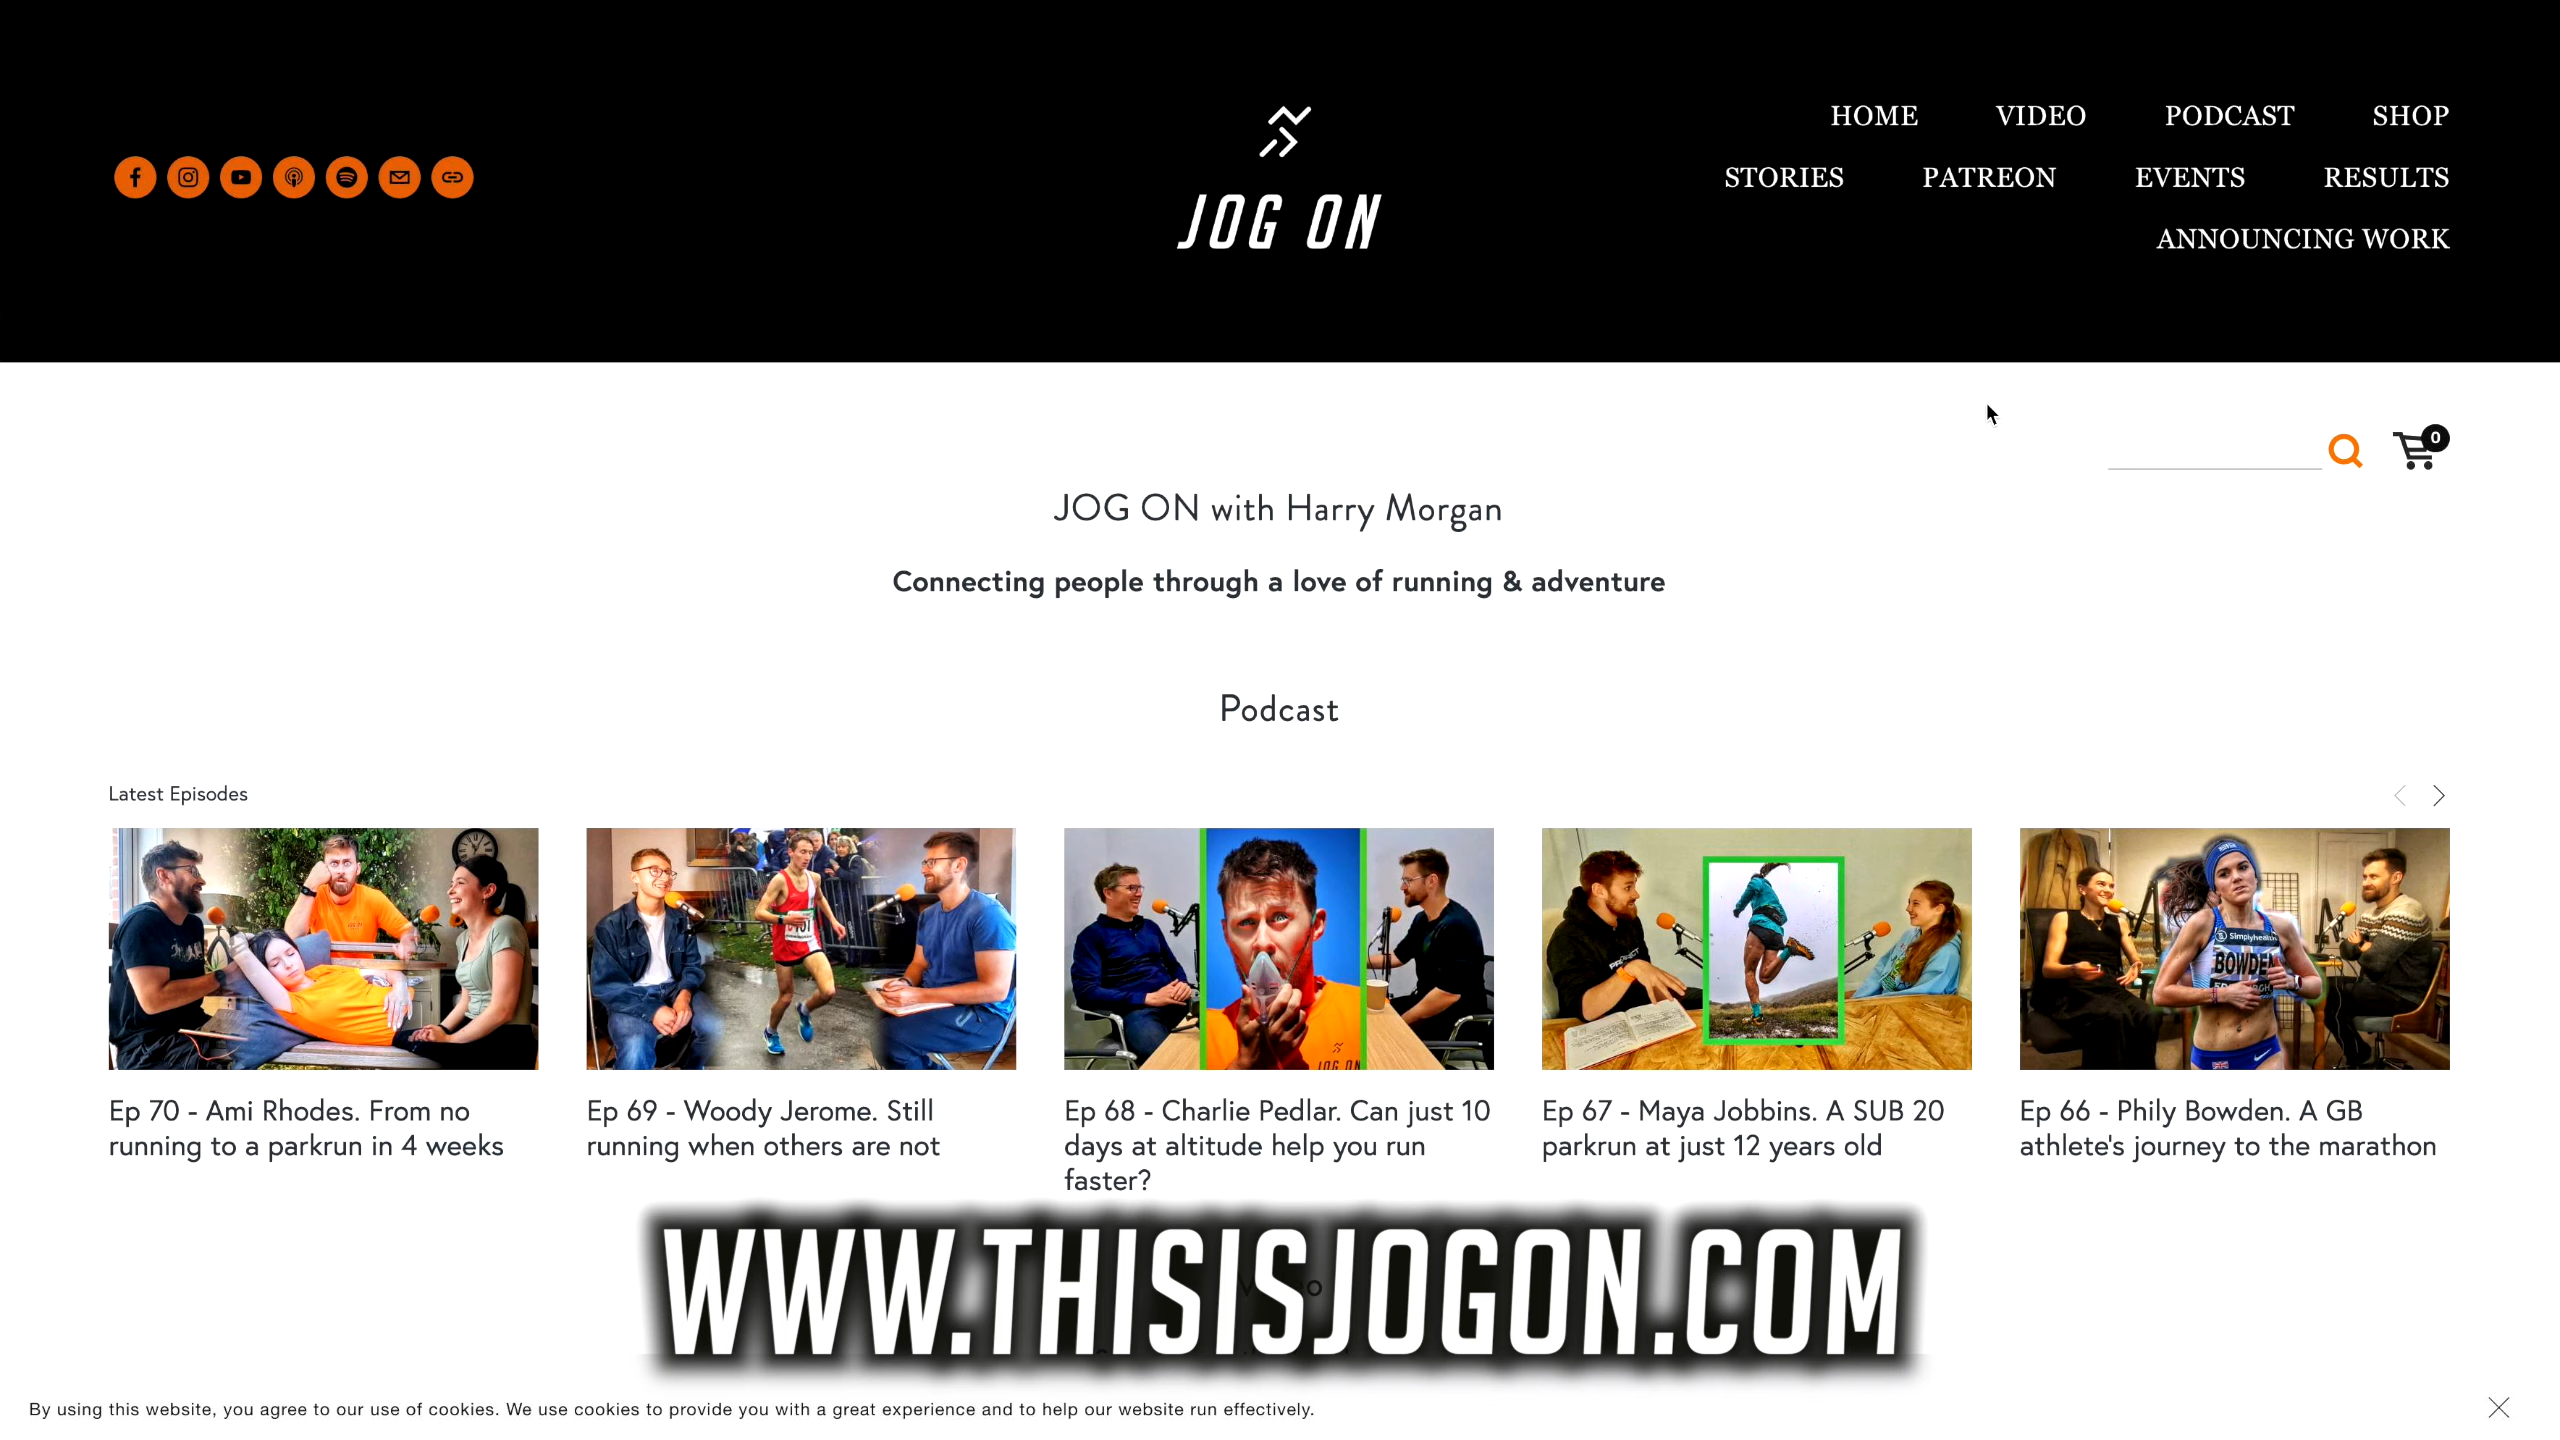 HOME VIDEO PODCAST SHOP
STORIES PATREON EVENTS RESULTS
ANNOUNCING WORK
JOG ON
0
JOG ON with Harry Morgan
Connecting people through a love of running & adventure
Podcast
Latest Episodes
Simplyhealth
BOWDEN
JOG ON
Ep 70 - Ami Rhodes. From no
running to a parkrun in 4 weeks
Ep 69 - Woody Jerome. Still
running when others are not
Ep 68 - Charlie Pedlar. Can just 10
days at altitude help you run
faster?
Ep 67 - Maya Jobbins. A SUB 20
parkrun at just 12 years old
Ep 66 - Phily Bowden. A GB
athlete's journey to the marathon
WWW.THISISJOGON.COM
By using this website, you agree to our use of cookies. We use cookies to provide you with a great experience and to help our website run effectively.